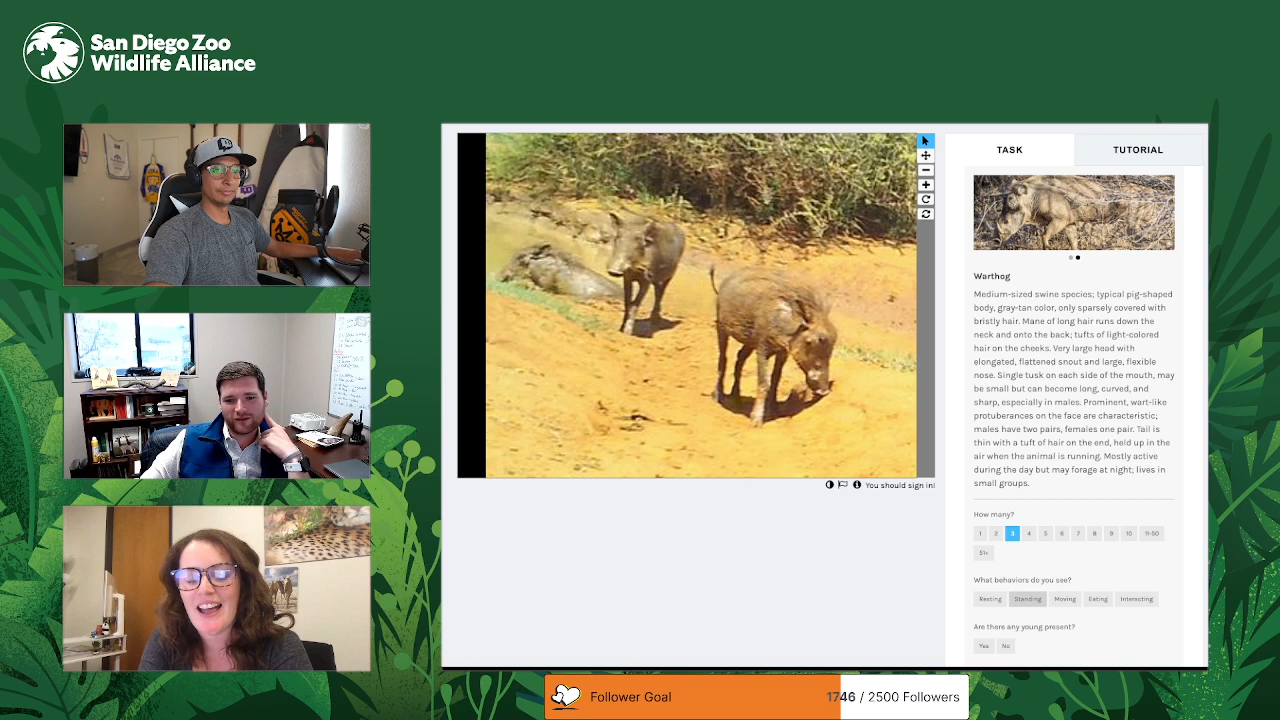 San Diego Zoo
Wildlife Alliance
TASK
TUTORIAL
Warthog
Medium-sized swine species; typical pig-shaped
body, gray-tan color, only sparsely covered with
bristly hair. Mane of long hair runs down the
neck and onto the back; tufts of light-colored
hair on the cheeks. Very large head with
elongated, flattened snout and large, flexible
nose. Single tusk on each side of the mouth, may
be small but can become long, curved, and
sharp, especially in males. Prominent, wart-like
protuberances on the face are characteristic;
males have two pairs, females one pair. Tail is
thin with a tuft of hair on the end, held up in the
air when the animal is running. Mostly active
during the day but may forage at night; lives in
small groups.
You should sign in!
How many?
1 2 3 4 5 6 7 8 9 10 11-50
51+
What behaviors do you see?
Resting Standing Moving Eating Interacting
Are there any young present?
Yes No
Follower Goal 1746 / 2500 Followers